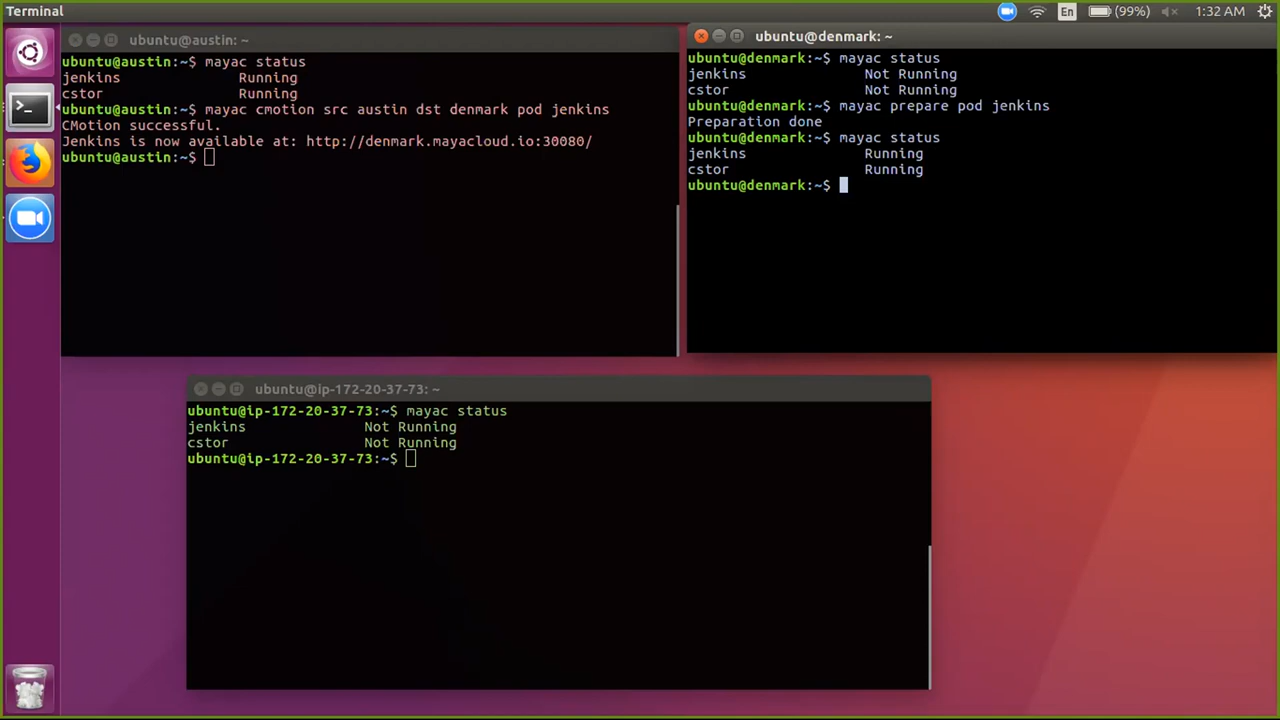 Terminal
En
(99%)
1:32 AM
ubuntu@austin: ~
ubuntu@austin:~$ mayac status
jenkins Running
cstor Running
ubuntu@austin:~$ mayac cmotion src austin dst denmark pod jenkins
CMotion successful.
Jenkins is now available at: http://denmark.mayacloud.io:30080/
ubuntu@austin:~$
ubuntu@denmark: ~
ubuntu@denmark:~$ mayac status
jenkins Not Running
cstor Not Running
ubuntu@denmark:~$ mayac prepare pod jenkins
Preparation done
ubuntu@denmark:~$ mayac status
jenkins Running
cstor Running
ubuntu@denmark:~$
ubuntu@ip-172-20-37-73: ~
ubuntu@ip-172-20-37-73:~$ mayac status
jenkins Not Running
cstor Not Running
ubuntu@ip-172-20-37-73:~$